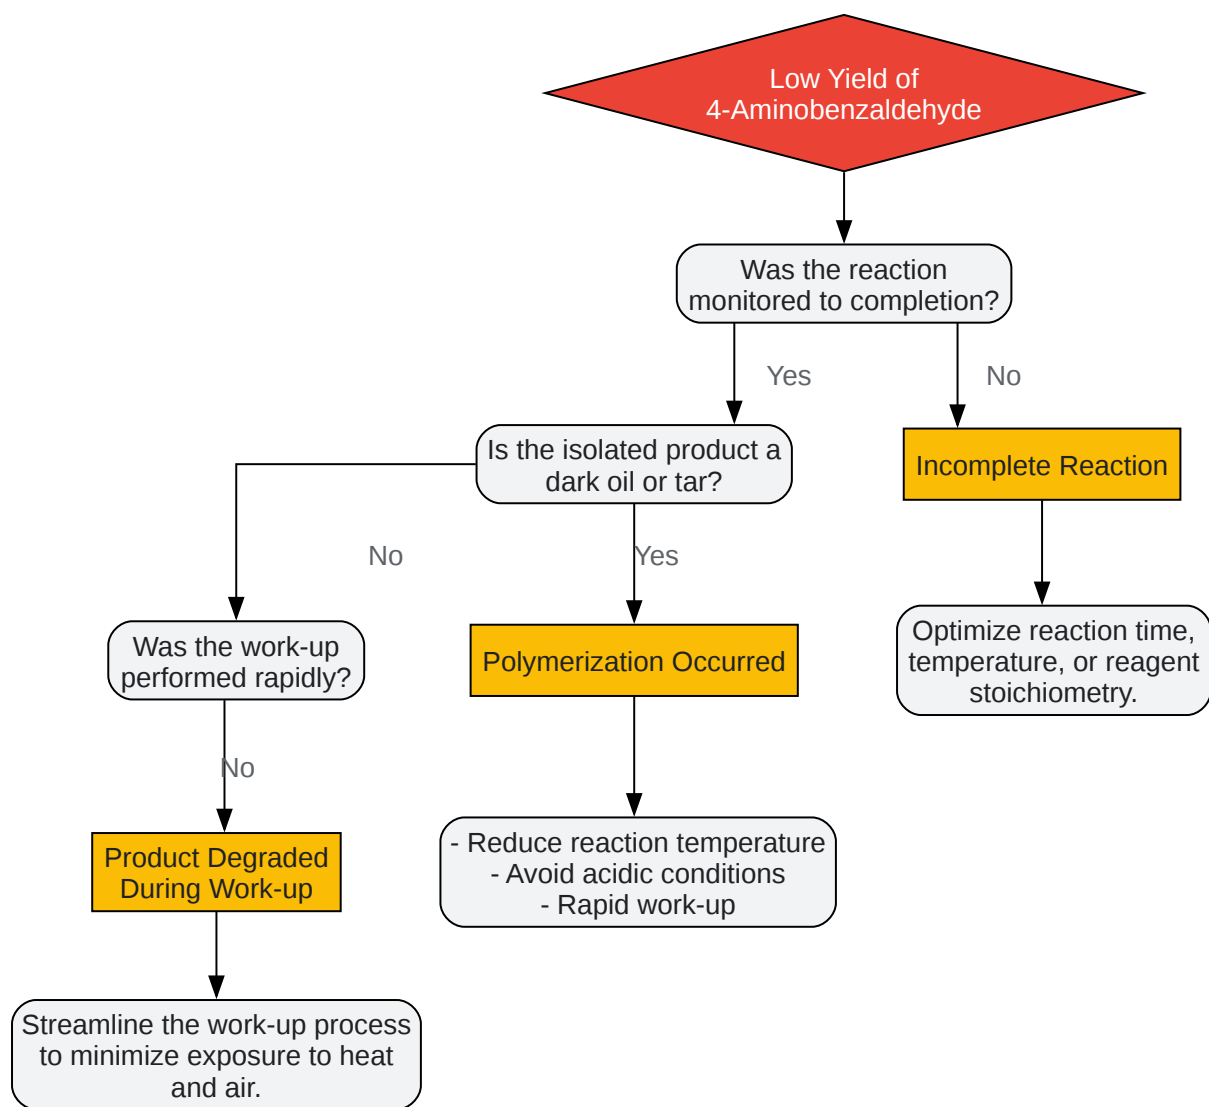 Low Yield of
4-Aminobenzaldehyde
Was the reaction
monitored to completion?
Yes
No
Is the isolated product a
dark oil or tar?
Incomplete Reaction
No
Yes
Was the work-up
performed rapidly?
Polymerization Occurred
Optimize reaction time,
temperature, or reagent
stoichiometry.
No
Product Degraded
During Work-up
- Reduce reaction temperature
- Avoid acidic conditions
- Rapid work-up
Streamline the work-up process
to minimize exposure to heat
and air.